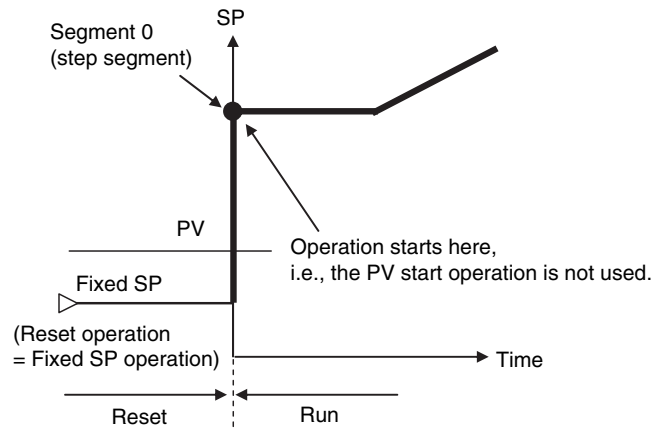 SP
Segment 0
(step segment)
PV
Operation starts here,
i.e., the PV start operation is not used.
Fixed SP
(Reset operation
= Fixed SP operation)
Time
Reset
Run